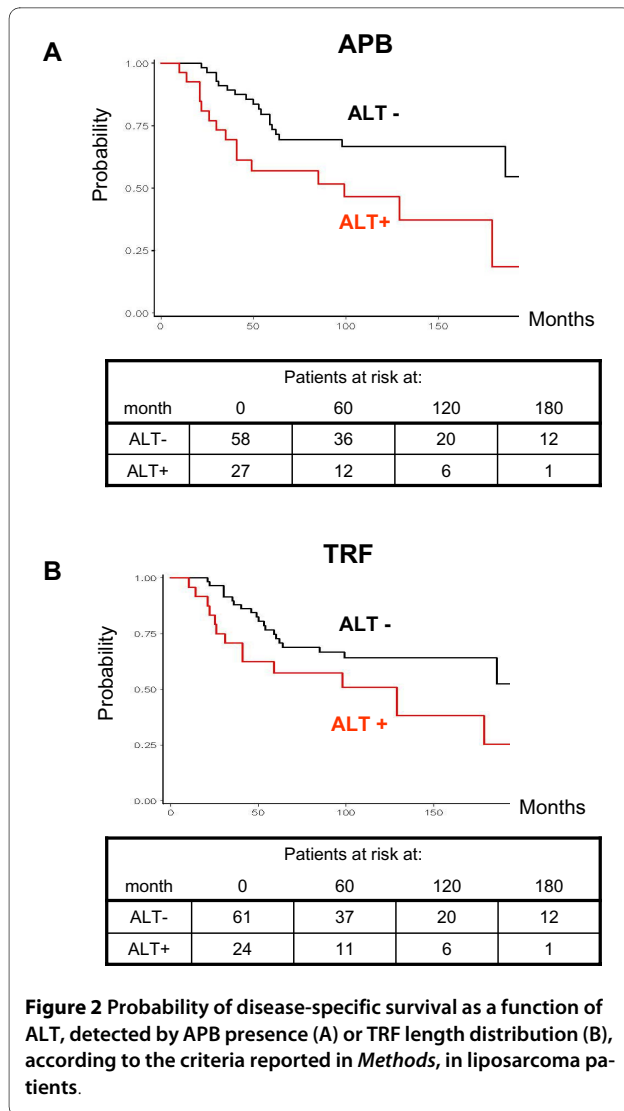 A
APB
1.00
0.75
0.50
0.25
0.00
Probability
ALT -
ALT+
0 50 100 150
Months
Patients at risk at:
month 0 60 120 180
ALT- 58 36 20 12
ALT+ 27 12 6 1
B
TRF
1.00
0.75
0.50
0.25
0.00
Probability
ALT -
ALT +
0 50 100 150
Months
Patients at risk at:
month 0 60 120 180
ALT- 61 37 20 12
ALT+ 24 11 6 1
Figure 2 Probability of disease-specific survival as a function of
ALT, detected by APB presence (A) or TRF length distribution (B),
according to the criteria reported in Methods, in liposarcoma pa-
tients.